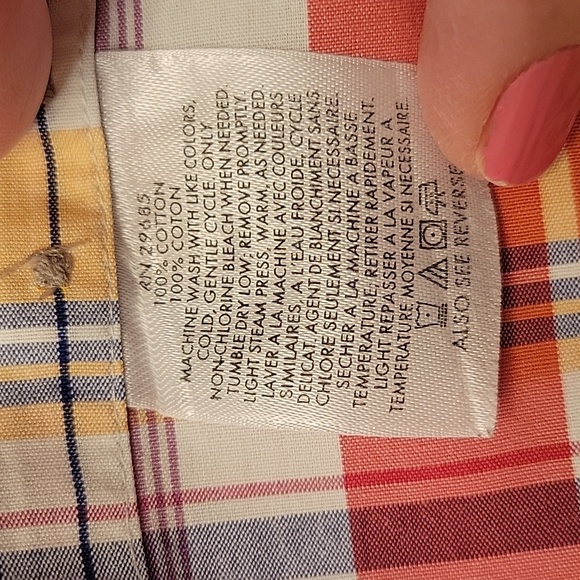 RN 29685
100% COTTON
100% COTON
MACHINE WASH WITH LIKE COLORS,
COLD, GENTLE CYCLE. ONLY
NON-CHLORINE BLEACH WHEN NEEDED
TUMBLE DRY LOW; REMOVE PROMPTLY
LIGHT STEAM PRESS, WARM, AS NEEDED
LAVER A LA MACHINE AVEC COULEURS
SIMILAIRES, A L'EAU FROIDE, CYCLE
DELICAT. AGENT DE BLANCHIMENT SANS
CHLORE SEULEMENT SI NECESSAIRE.
SECHER A LA MACHINE A BASSE
TEMPERATURE, RETIRER RAPIDEMENT.
LIGHT REPASSER A LA VAPEUR A
TEMPERATURE MOYENNE SI NECESSAIRE.
ALSO SEE REVERSE